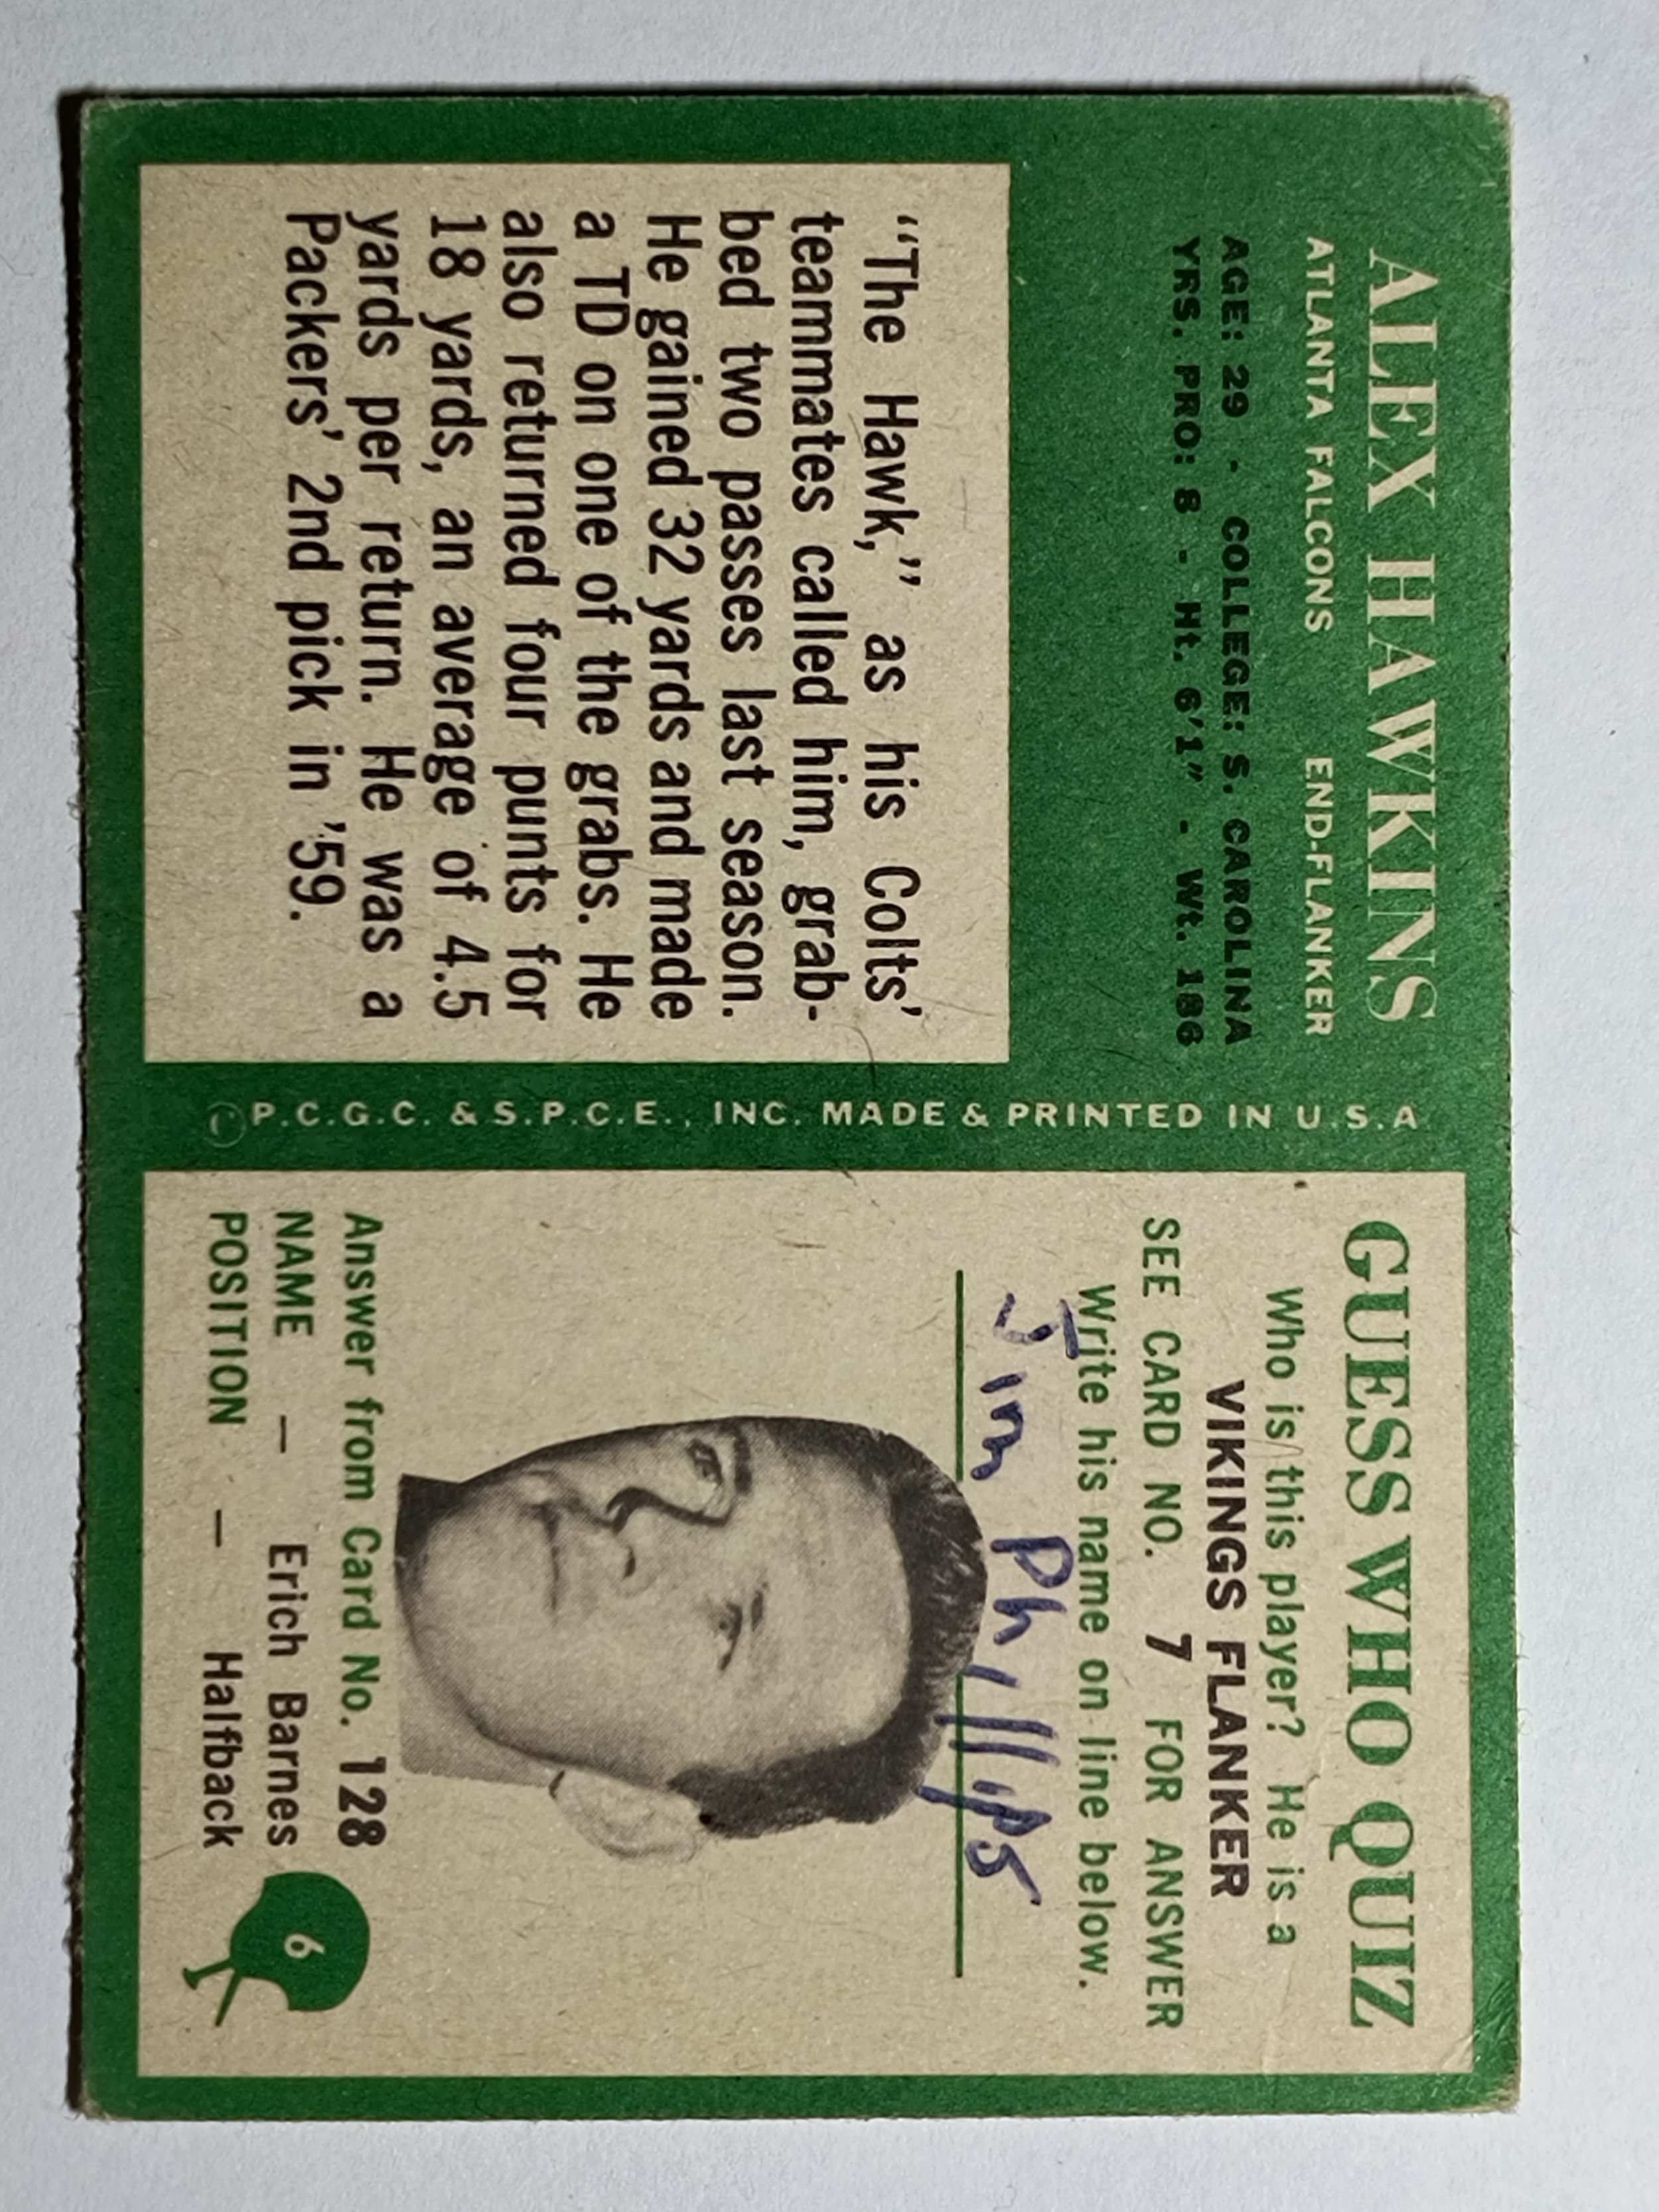 ALEX HAWKINS
ATLANTA FALCONS END-FLANKER
AGE: 29 - COLLEGE: S. CAROLINA
YRS. PRO: 8 - Ht. 6'1" - Wt. 186
"The Hawk," as his Colts'
teammates called him, grab-
bed two passes last season.
He gained 32 yards and made
a TD on one of the grabs. He
also returned four punts for
18 yards, an average of 4.5
yards per return. He was a
Packers' 2nd pick in '59.
©P.C.G.C. & S.P.C.E., INC. MADE & PRINTED IN U.S.A.
GUESS WHO QUIZ
Who is this player? He is a
VIKINGS FLANKER
SEE CARD NO. 7 FOR ANSWER
Write his name on line below.
Jim Phillips
Answer from Card No. 128
NAME — Erich Barnes
POSITION — Halfback
6